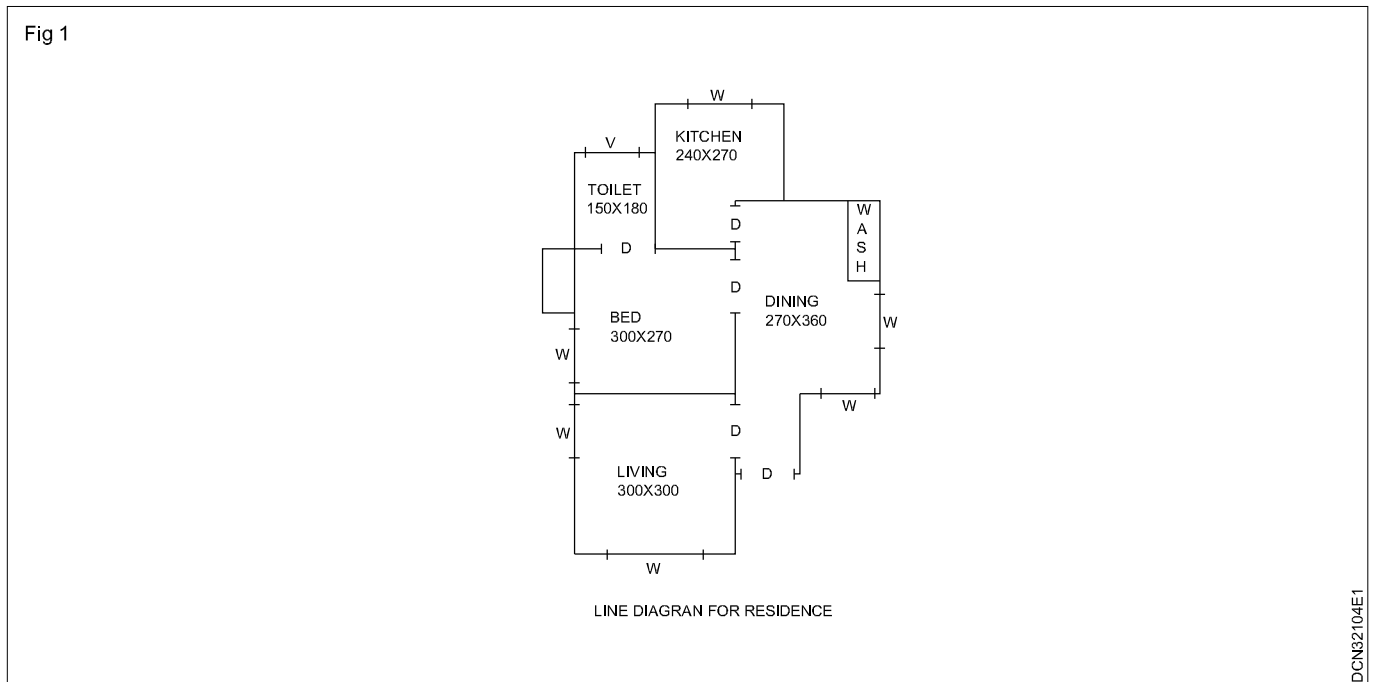 Fig 1
W
KITCHEN
240X270
V
TOILET
150X180
W
A
S
H
D
D
D
DINING
270X360
BED
300X270
W
W
W
W
D
LIVING
300X300
D
W
LINE DIAGRAN FOR RESIDENCE
DCN32104E1